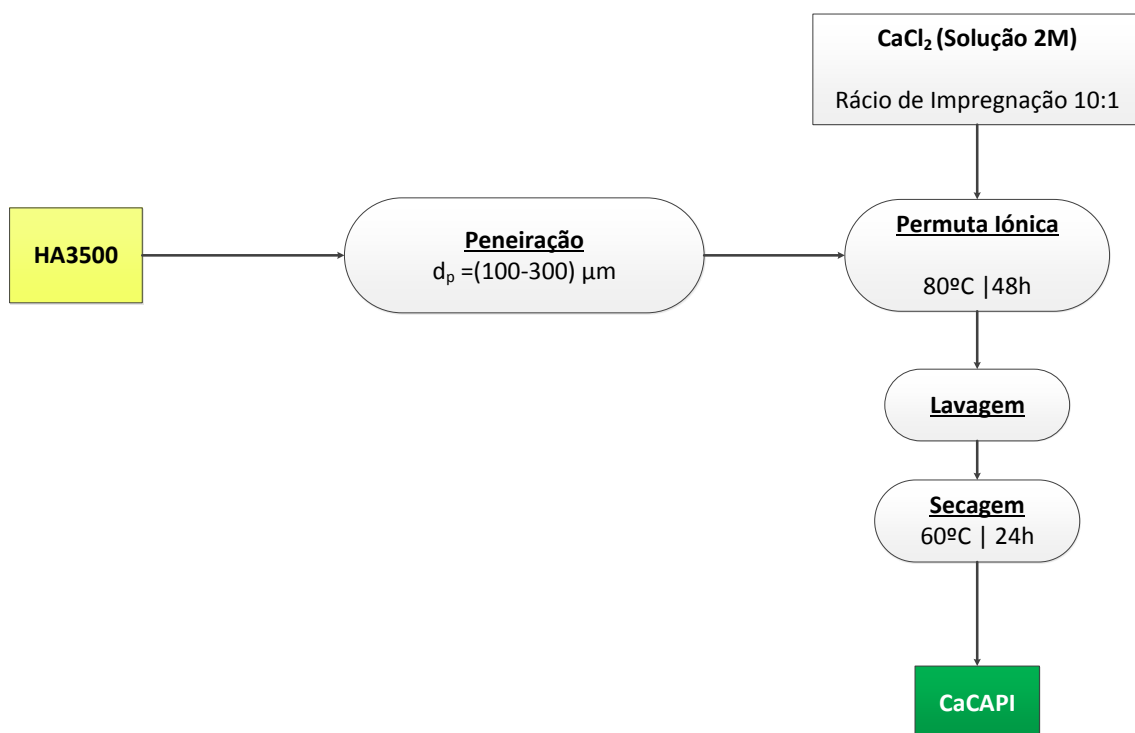 CaCl₂ (Solução 2M)
Rácio de Impregnação 10:1
HA3500
Peneiração
dₚ =(100-300) µm
Permuta Iónica
80ºC |48h
Lavagem
Secagem
60ºC | 24h
CaCAPI